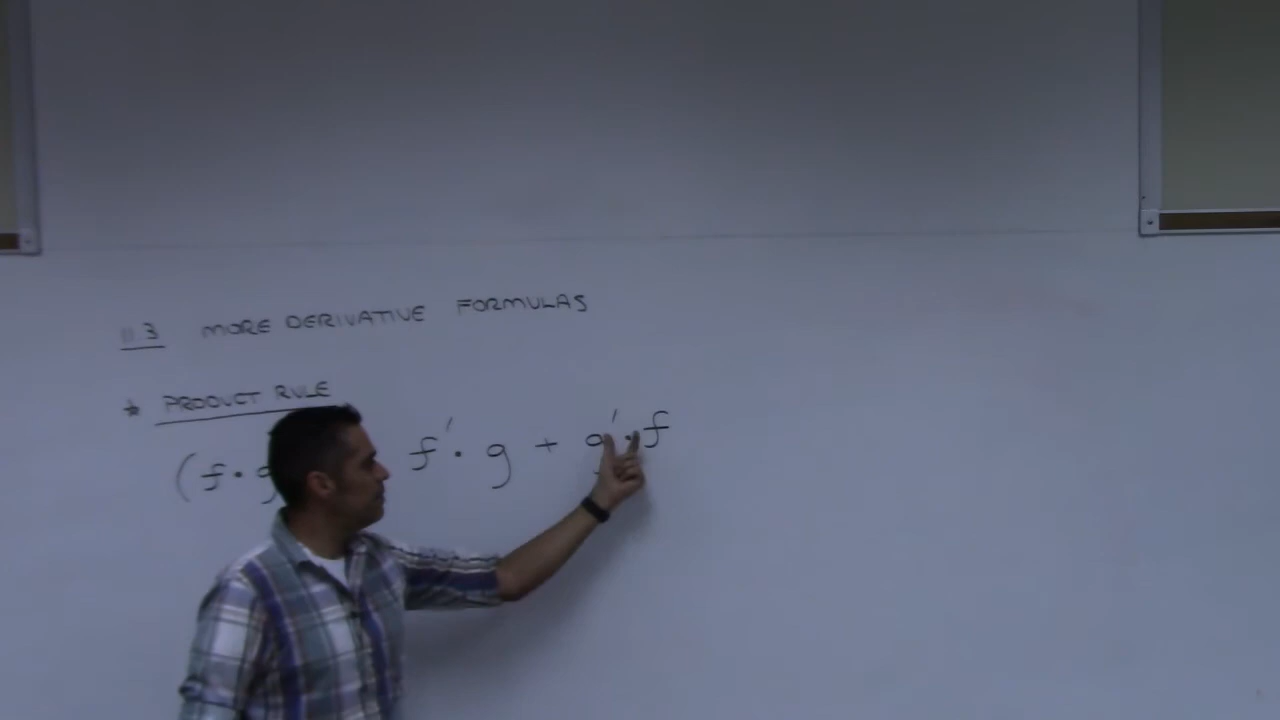 11.3 MORE DERIVATIVE FORMULAS
* PRODUCT RULE
(f · g f′ · g + g′ · f